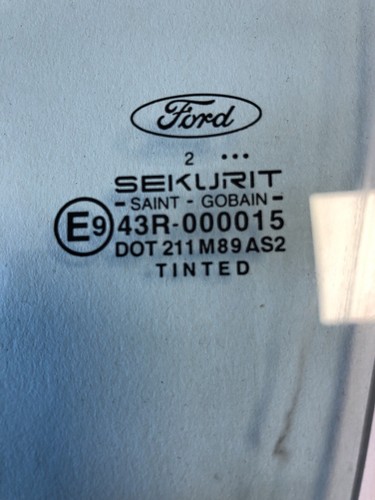 Ford
2 •••
SEKURIT
SAINT - GOBAIN
E9 43R-000015
DOT 211 M89 AS2
TINTED